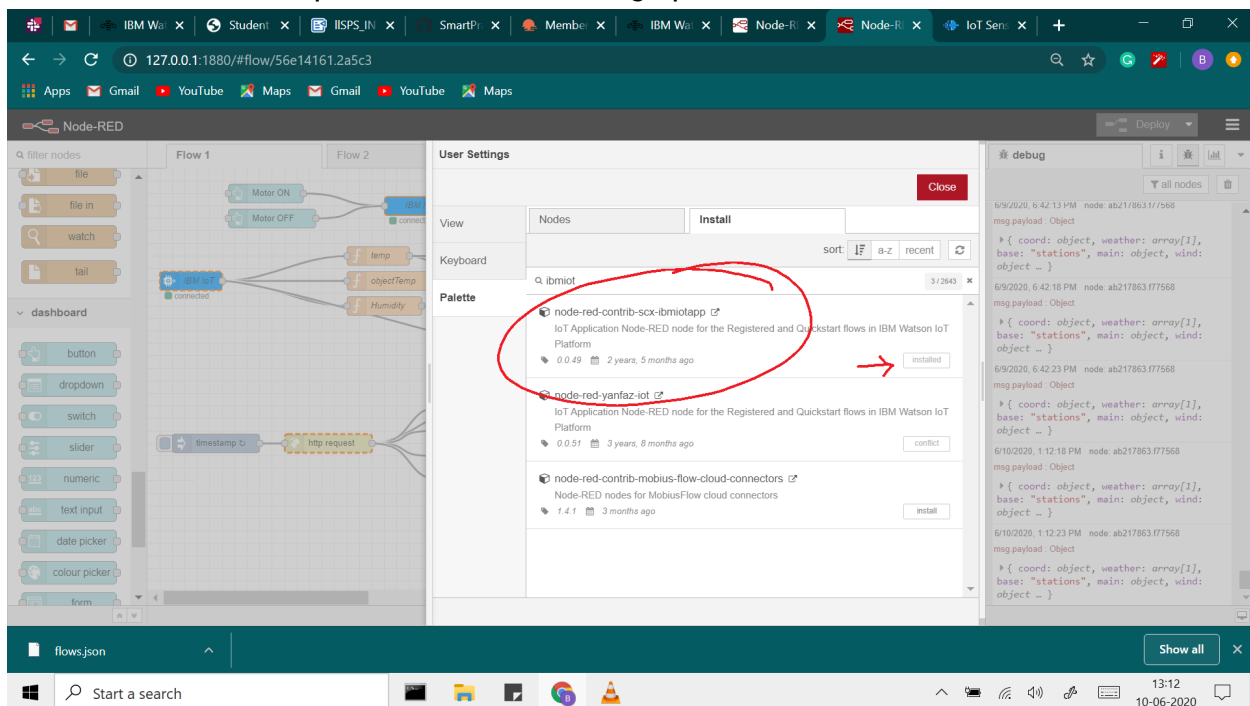 IBM Wat
Student
IISPS_IN
SmartPr
Member
IBM Wat
Node-R
Node-R
IoT Sens
127.0.0.1:1880/#flow/56e14161.2a5c3
Apps
Gmail
YouTube
Maps
Gmail
YouTube
Maps
Node-RED
Deploy
filter nodes
file
file in
watch
tail
dashboard
button
dropdown
switch
slider
numeric
text input
date picker
colour picker
form
Flow 1
Flow 2
Motor ON
Motor OFF
IBM IoT
connected
temp
objectTemp
Humidity
timestamp
http request
User Settings
Close
View
Keyboard
Palette
Nodes
Install
sort:
a-z
recent
ibmiot
3 / 2643
node-red-contrib-scx-ibmiotapp
IoT Application Node-RED node for the Registered and Quickstart flows in IBM Watson IoT
Platform
0.0.49 2 years, 5 months ago
installed
node-red-yanfaz-iot
IoT Application Node-RED node for the Registered and Quickstart flows in IBM Watson IoT
Platform
0.0.51 3 years, 8 months ago
conflict
node-red-contrib-mobius-flow-cloud-connectors
Node-RED nodes for MobiusFlow cloud connectors
1.4.1 3 months ago
install
debug
all nodes
6/9/2020, 6:42:13 PM node: ab217863.f77568
msg.payload : Object
{ coord: object, weather: array[1],
base: "stations", main: object, wind:
object … }
6/9/2020, 6:42:18 PM node: ab217863.f77568
msg.payload : Object
{ coord: object, weather: array[1],
base: "stations", main: object, wind:
object … }
6/9/2020, 6:42:23 PM node: ab217863.f77568
msg.payload : Object
{ coord: object, weather: array[1],
base: "stations", main: object, wind:
object … }
6/10/2020, 1:12:18 PM node: ab217863.f77568
msg.payload : Object
{ coord: object, weather: array[1],
base: "stations", main: object, wind:
object … }
6/10/2020, 1:12:23 PM node: ab217863.f77568
msg.payload : Object
{ coord: object, weather: array[1],
base: "stations", main: object, wind:
object … }
flows.json
Show all
Start a search
13:12
10-06-2020